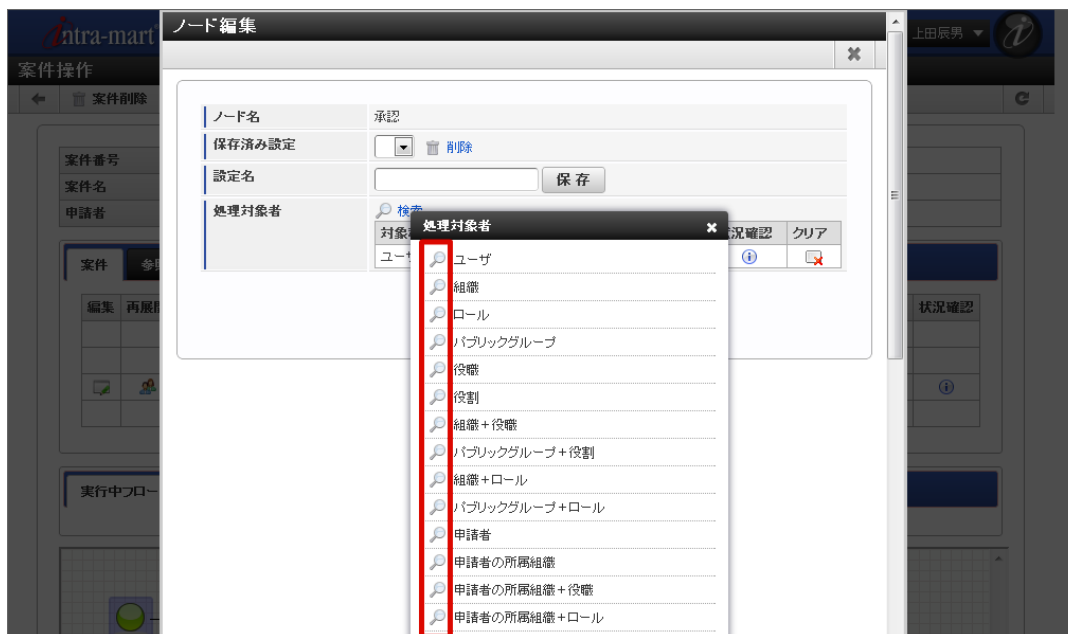 intra-mart
ノード編集
上田辰男
案件操作
案件削除
ノード名
承認
保存済み設定
削除
設定名
保存
処理対象者
検索
案件番号
案件名
申請者
処理対象者
状況確認
クリア
案件
編集
状況確認
実行中フロー
ユーザ
組織
ロール
パブリックグループ
役職
役割
組織+役職
パブリックグループ+役割
組織+ロール
パブリックグループ+ロール
申請者
申請者の所属組織
申請者の所属組織+役職
申請者の所属組織+ロール